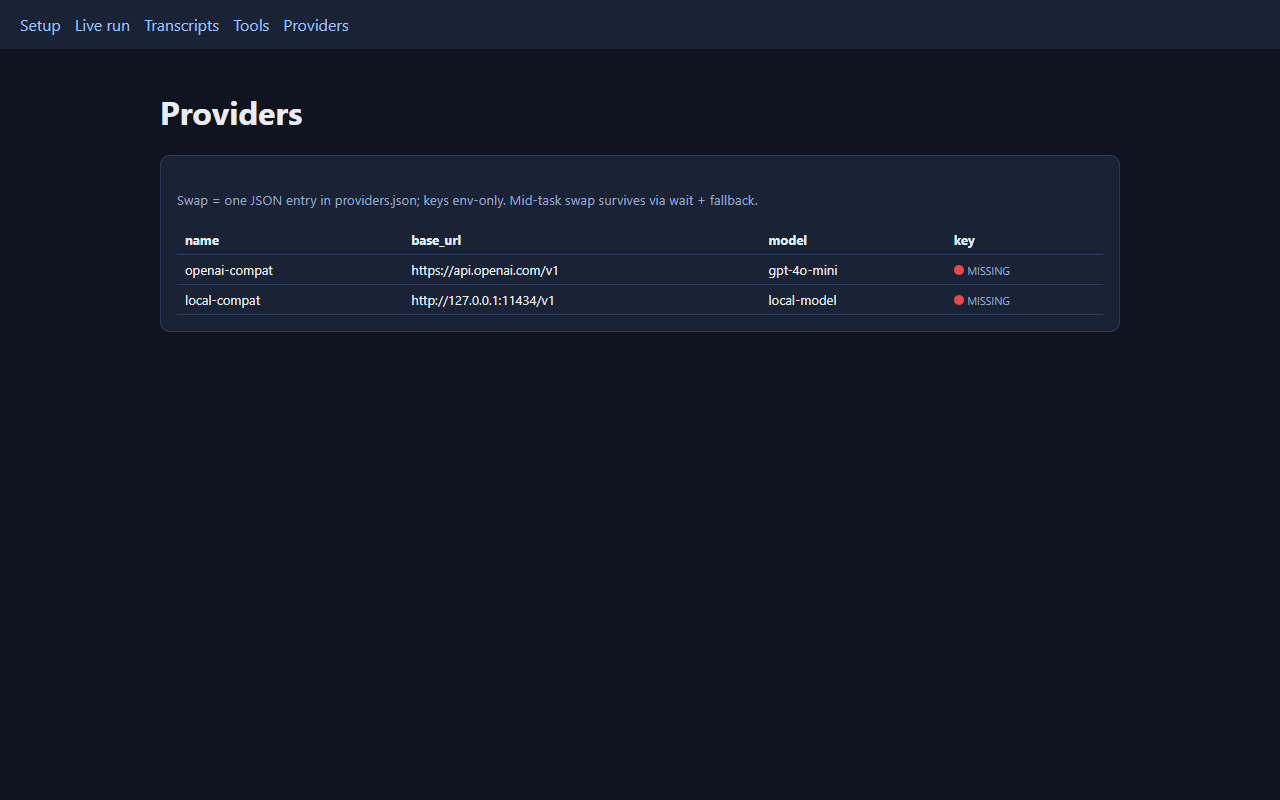 Setup Live run Transcripts Tools Providers
Providers
Swap = one JSON entry in providers.json; keys env-only. Mid-task swap survives via wait + fallback.
name base_url model key
openai-compat https://api.openai.com/v1 gpt-4o-mini MISSING
local-compat http://127.0.0.1:11434/v1 local-model MISSING